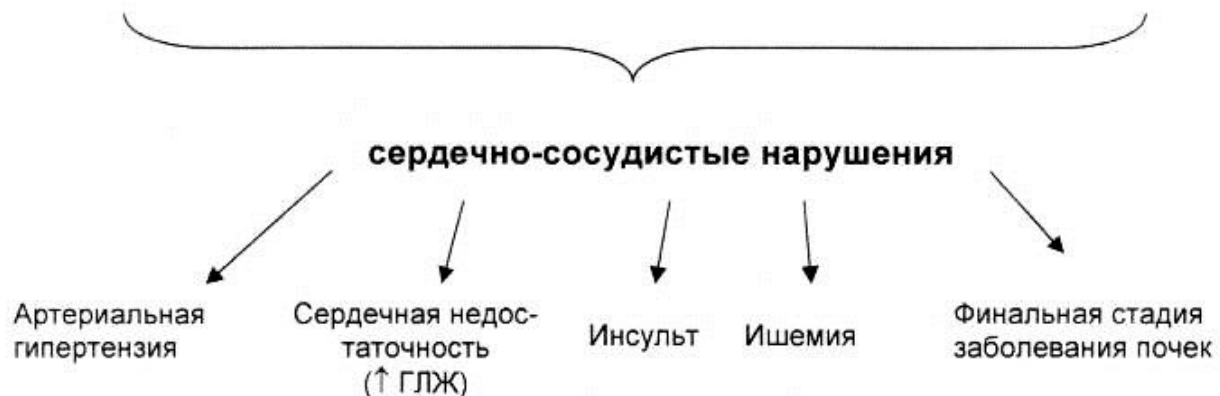 сердечно-сосудистые нарушения
Артериальная
гипертензия
Сердечная недос-
таточность
(↑ ГЛЖ)
Инсульт
Ишемия
Финальная стадия
заболевания почек